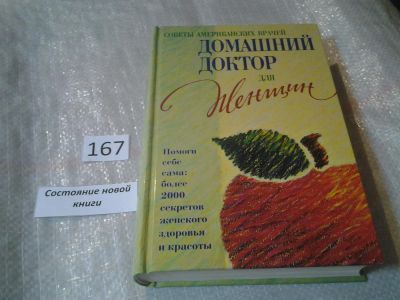 СОВЕТЫ АМЕРИКАНСКИХ ВРАЧЕЙ
ДОМАШНИЙ
ДОКТОР
ДЛЯ
Женщин
Помоги
себе
сама:
более
2000
секретов
женского
здоровья
и красоты
167
Состояние новой
книги